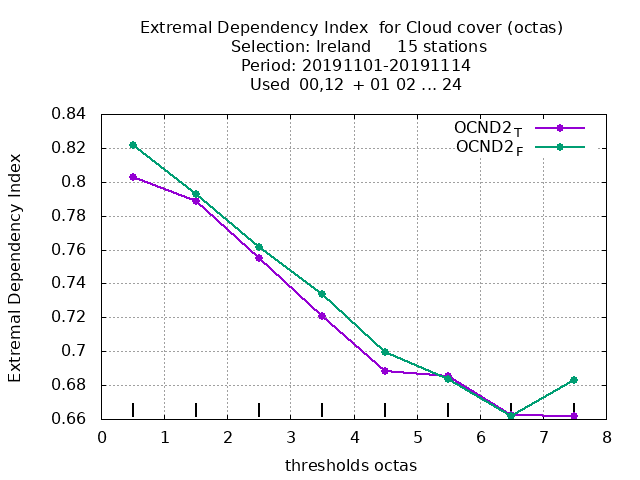 Extremal Dependency Index  for Cloud cover (octas)
Selection: Ireland     15 stations
Period: 20191101-20191114
Used  00,12  + 01 02 ... 24
OCND2T
OCND2F
Extremal Dependency Index
0.84
0.82
0.8
0.78
0.76
0.74
0.72
0.7
0.68
0.66
0 1 2 3 4 5 6 7 8
thresholds octas